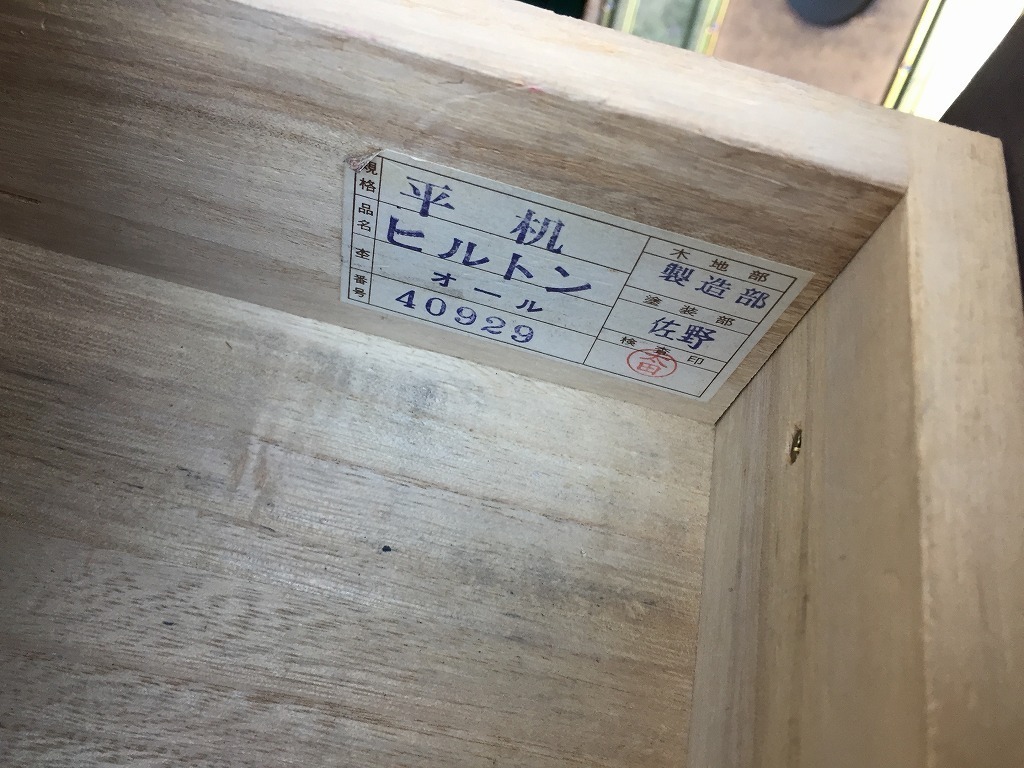 規格 平机
品名 ヒルトン
オール
番号 40929
木地部
製造部
塗装部
佐野
検査印